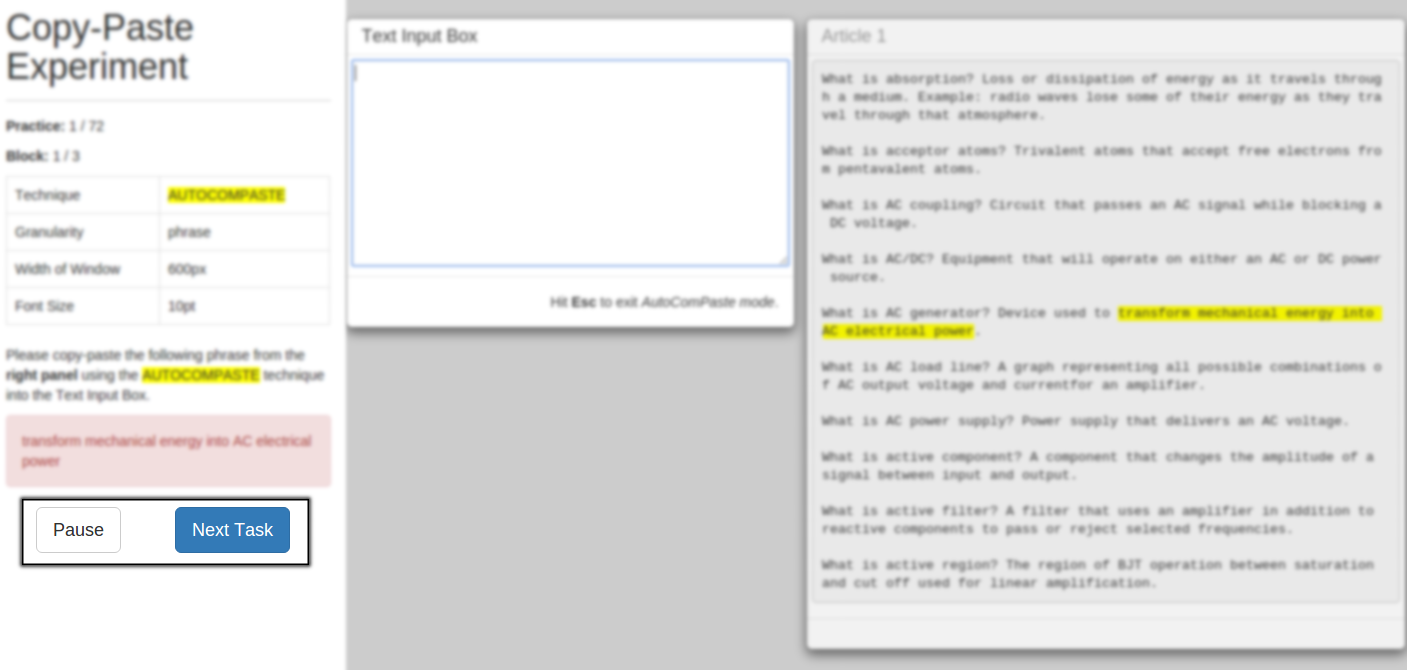 Copy-Paste
Experiment
Practice: 1 / 72
Block: 1 / 3
Technique AUTOCOMPASTE
Granularity phrase
Width of Window 600px
Font Size 10pt
Please copy-paste the following phrase from the
right panel using the AUTOCOMPASTE technique
into the Text Input Box.
transform mechanical energy into AC electrical
power
Pause Next Task
Text Input Box
Hit Esc to exit AutoComPaste mode.
Article 1
What is absorption? Loss or dissipation of energy as it travels throug
h a medium. Example: radio waves lose some of their energy as they tra
vel through that atmosphere.
What is acceptor atoms? Trivalent atoms that accept free electrons fro
m pentavalent atoms.
What is AC coupling? Circuit that passes an AC signal while blocking a
DC voltage.
What is AC/DC? Equipment that will operate on either an AC or DC power
source.
What is AC generator? Device used to transform mechanical energy into
AC electrical power.
What is AC load line? A graph representing all possible combinations o
f AC output voltage and currentfor an amplifier.
What is AC power supply? Power supply that delivers an AC voltage.
What is active component? A component that changes the amplitude of a
signal between input and output.
What is active filter? A filter that uses an amplifier in addition to
reactive components to pass or reject selected frequencies.
What is active region? The region of BJT operation between saturation
and cut off used for linear amplification.